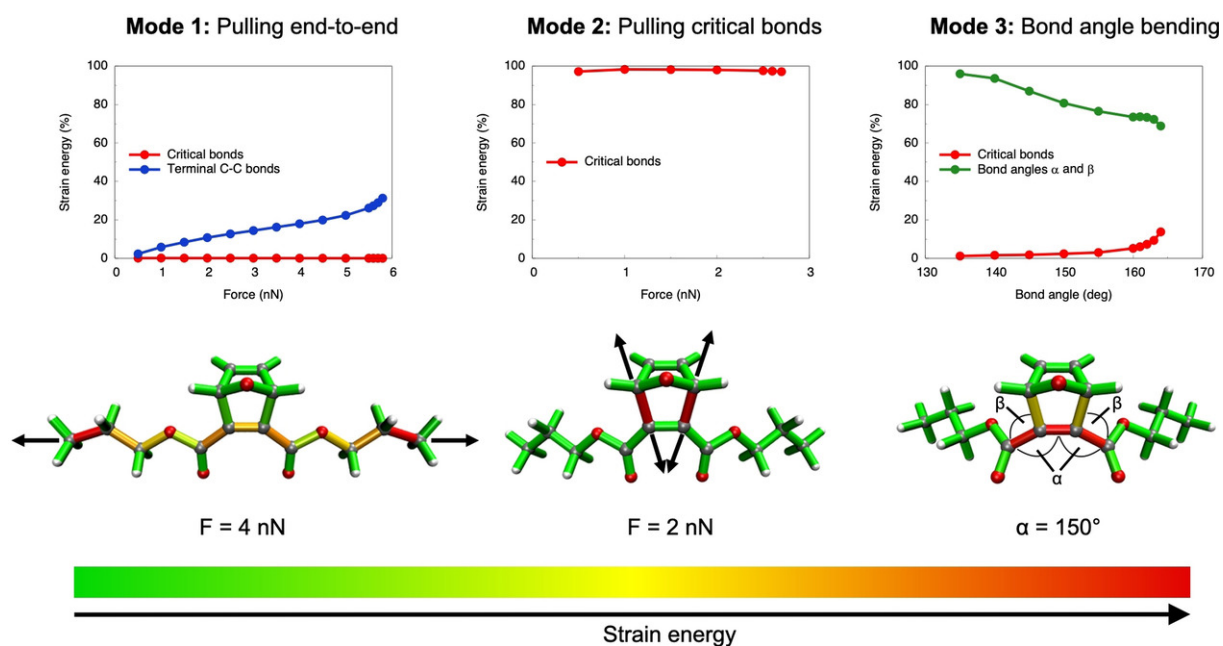 Mode 1: Pulling end-to-end
Mode 2: Pulling critical bonds
Mode 3: Bond angle bending
Strain energy (%)
100
80
60
40
20
0
Critical bonds
Terminal C-C bonds
0 1 2 3 4 5 6
Force (nN)
Strain energy (%)
100
80
60
40
20
0
Critical bonds
0 1 2 3
Force (nN)
Strain energy (%)
100
80
60
40
20
0
Critical bonds
Bond angles α and β
130 140 150 160 170
Bond angle (deg)
β β
α
F = 4 nN
F = 2 nN
α = 150°
Strain energy